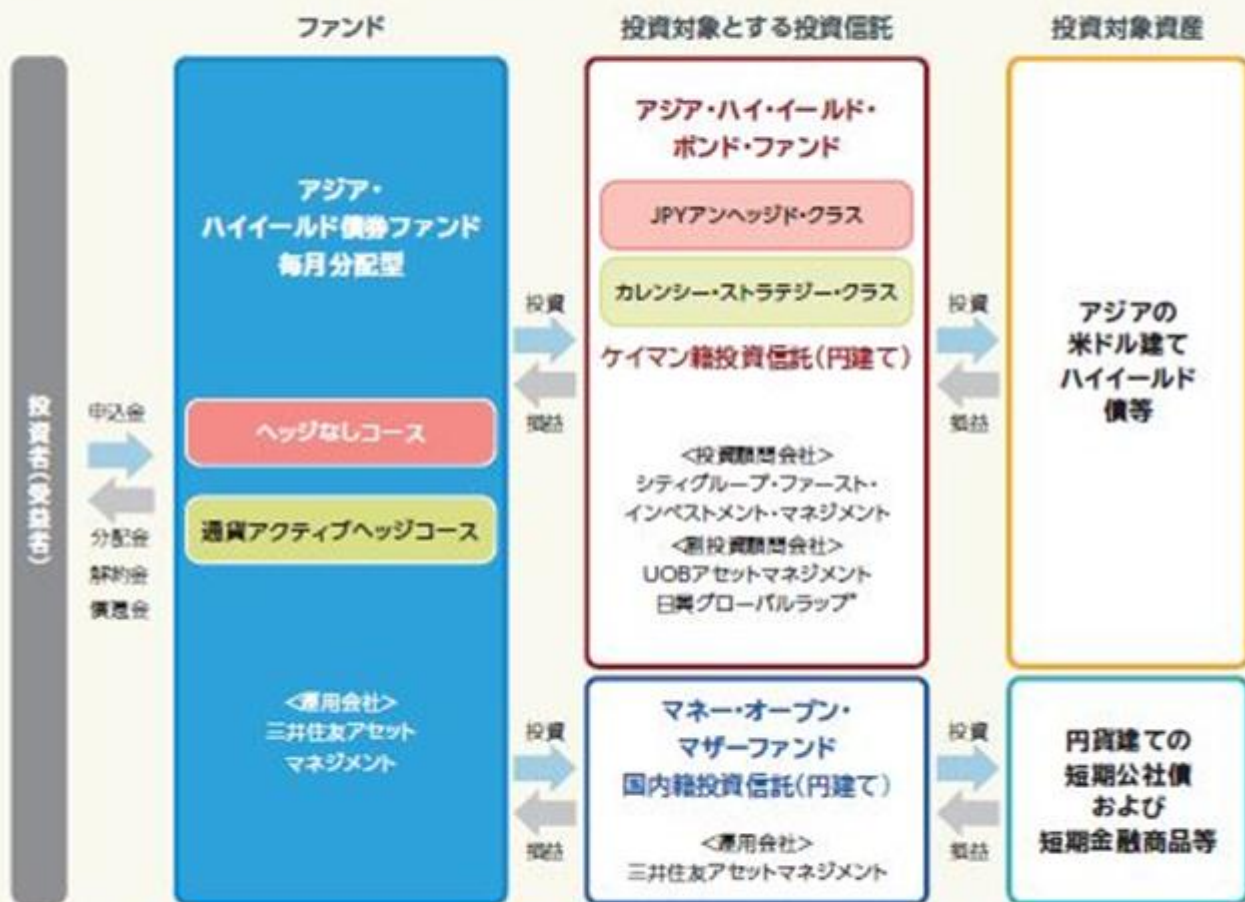 ファンド
投資対象とする投資信託
投資対象資産
投資者(受益者)
申込金
分配金
解約金
償還金
アジア・
ハイイールド債券ファンド
毎月分配型
ヘッジなしコース
通貨アクティブヘッジコース
<運用会社>
三井住友アセット
マネジメント
投資
損益
投資
損益
アジア・ハイ・イールド・
ボンド・ファンド
JPYアンヘッジド・クラス
カレンシー・ストラテジー・クラス
ケイマン籍投資信託(円建て)
<投資顧問会社>
シティグループ・ファースト・
インベストメント・マネジメント
<副投資顧問会社>
UOBアセットマネジメント
日興グローバルラップ*
マネー・オープン・
マザーファンド
国内籍投資信託(円建て)
<運用会社>
三井住友アセットマネジメント
投資
損益
投資
損益
アジアの
米ドル建て
ハイイールド
債等
円貨建ての
短期公社債
および
短期金融商品等